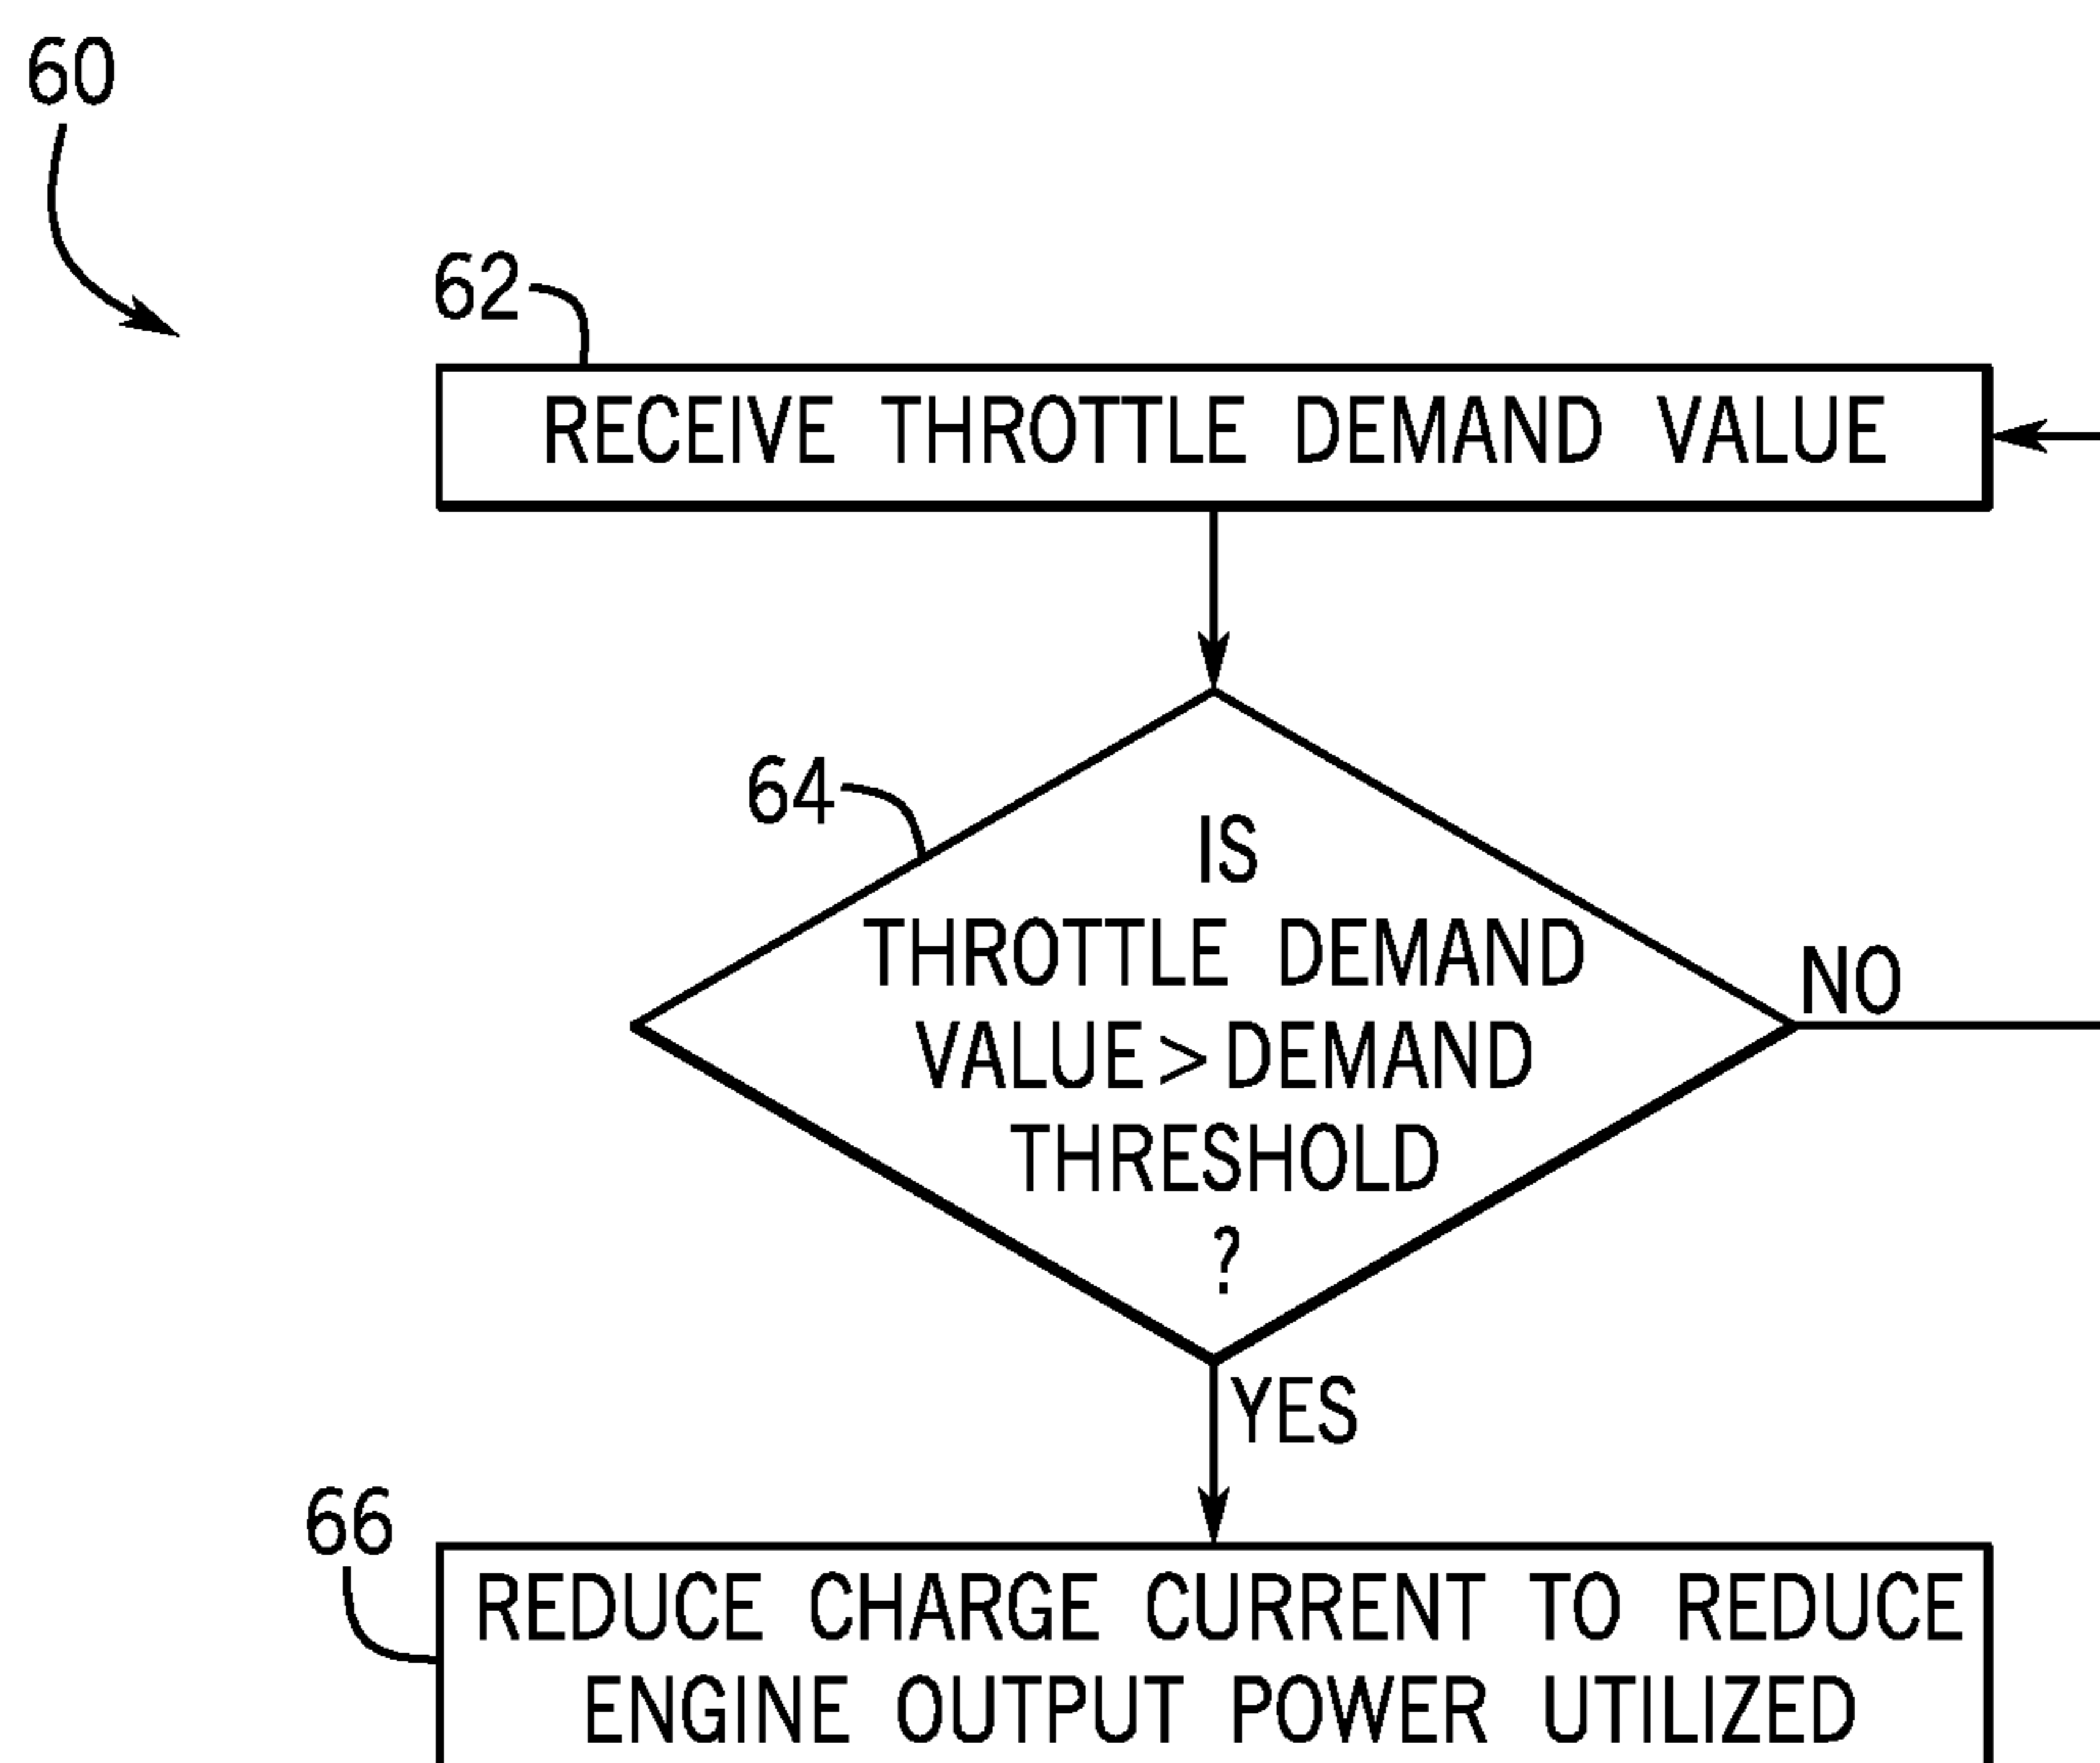 60
62
RECEIVE THROTTLE DEMAND VALUE
64
IS
THROTTLE DEMAND
VALUE > DEMAND
THRESHOLD
?
NO
YES
66
REDUCE CHARGE CURRENT TO REDUCE
ENGINE OUTPUT POWER UTILIZED